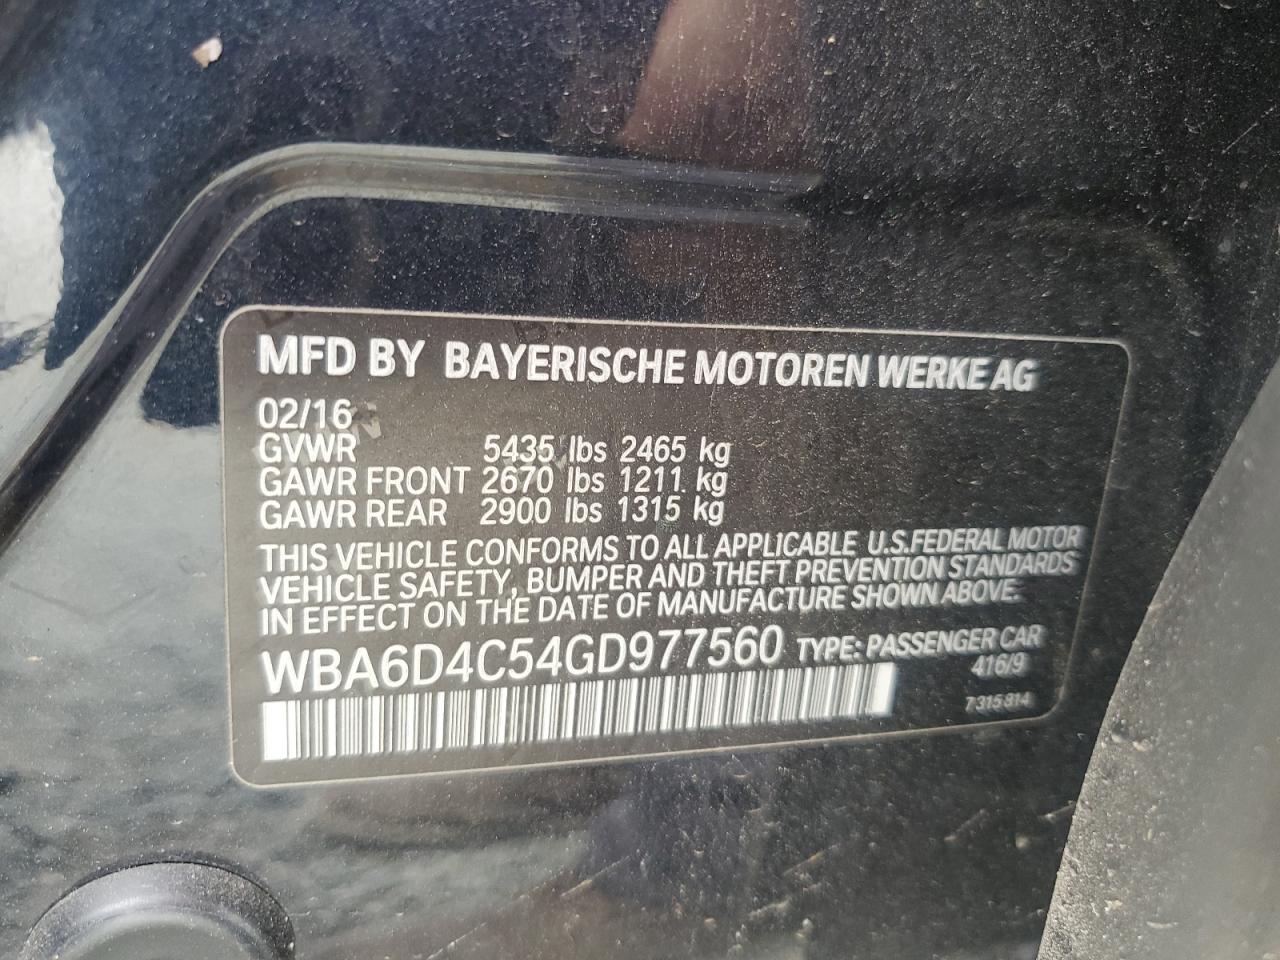 MFD BY BAYERISCHE MOTOREN WERKE AG
02/16
GVWR 5435 lbs 2465 kg
GAWR FRONT 2670 lbs 1211 kg
GAWR REAR 2900 lbs 1315 kg
THIS VEHICLE CONFORMS TO ALL APPLICABLE U.S.FEDERAL MOTOR
VEHICLE SAFETY, BUMPER AND THEFT PREVENTION STANDARDS
IN EFFECT ON THE DATE OF MANUFACTURE SHOWN ABOVE.
WBA6D4C54GD977560 TYPE: PASSENGER CAR
416/9
7315814